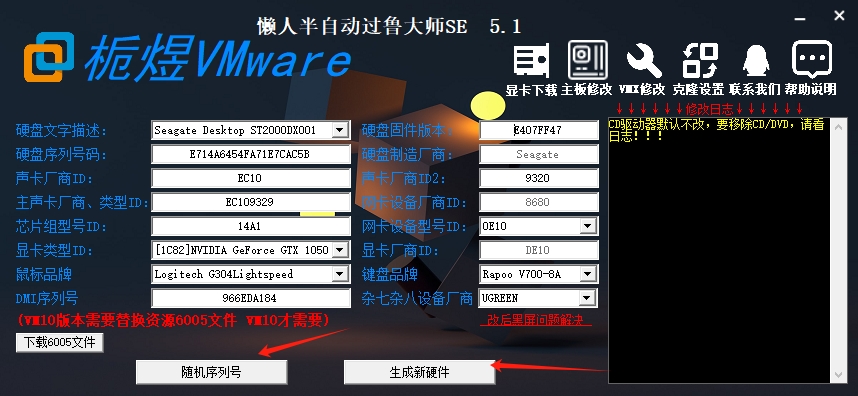 懒人半自动过鲁大师SE 5.1
栀煜VMware
显卡下载 主板修改 VMX修改 克隆设置 联系我们 帮助说明
↓↓↓↓↓↓修改日志↓↓↓↓↓↓
硬盘文字描述: Seagate Desktop ST2000DX001 硬盘固件版本: E407FF47
CD驱动器默认不改，要移除CD/DVD，请看
日志！！！
硬盘序列号码: E714A6454FA71E7CAC5B 硬盘制造厂商: Seagate
声卡厂商ID: EC10 声卡厂商ID2: 9320
主声卡厂商、类型ID: EC109329 网卡设备厂商ID: 8680
芯片组型号ID: 14A1 网卡设备型号ID: 0E10
显卡类型ID: [1C82]NVIDIA GeForce GTX 1050 显卡厂商ID: DE10
鼠标品牌 Logitech G304Lightspeed 键盘品牌 Rapoo V700-8A
DMI序列号 966EDA184 杂七杂八设备厂商 UGREEN
(VM10版本需要替换资源6005文件 VM10才需要) 改后黑屏问题解决
下载6005文件
随机序列号 生成新硬件